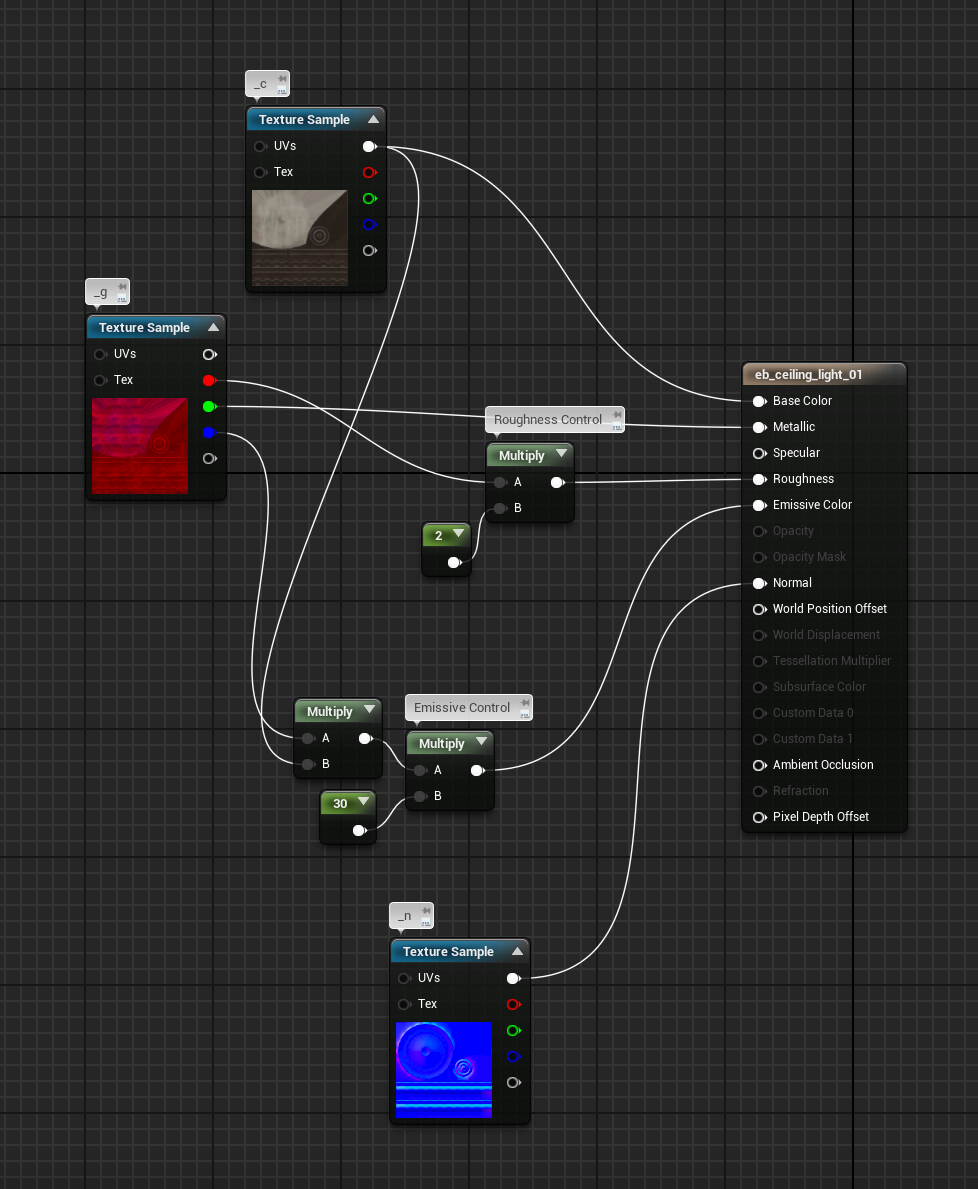 _c
Texture Sample
UVs
Tex
_g
Texture Sample
UVs
Tex
eb_ceiling_light_01
Base Color
Metallic
Specular
Roughness
Emissive Color
Opacity
Opacity Mask
Normal
World Position Offset
World Displacement
Tessellation Multiplier
Subsurface Color
Custom Data 0
Custom Data 1
Ambient Occlusion
Refraction
Pixel Depth Offset
Roughness Control
Multiply
A
B
2
Multiply
A
B
Emissive Control
Multiply
A
B
30
_n
Texture Sample
UVs
Tex